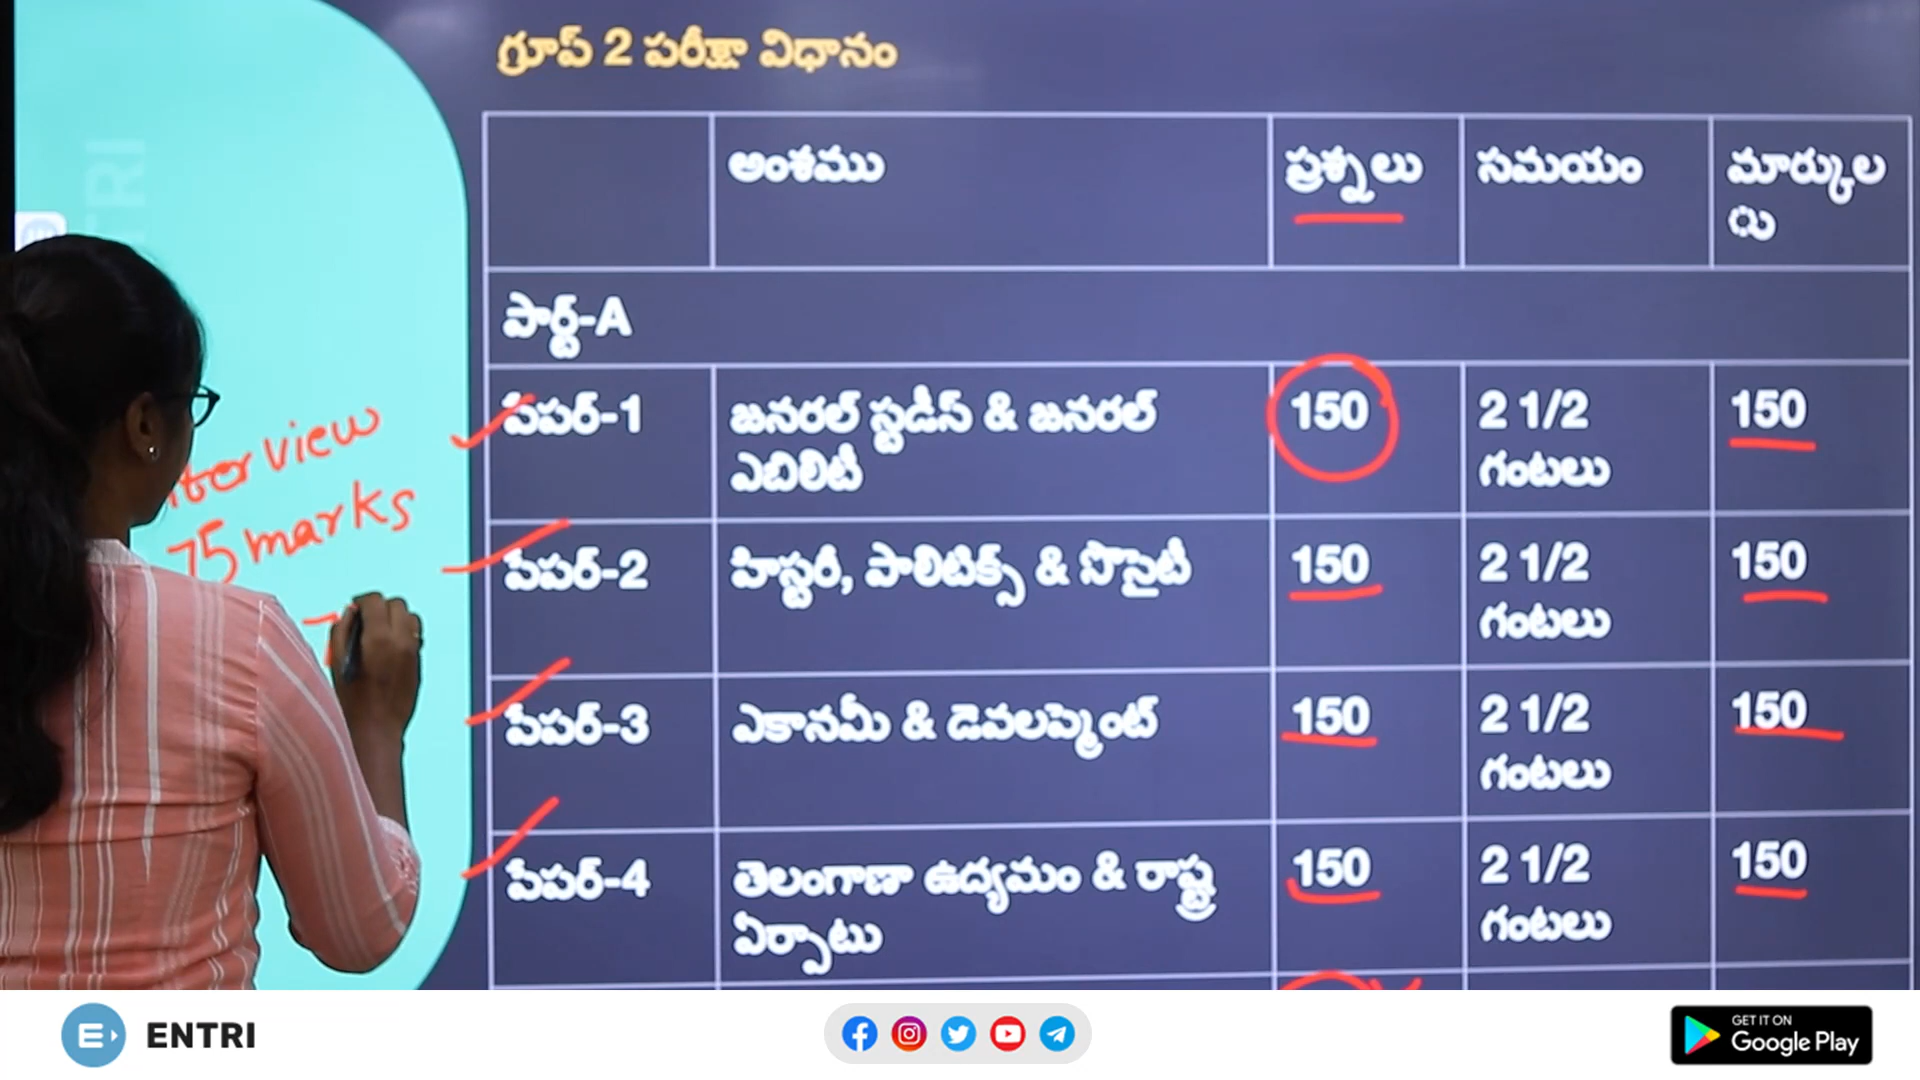 గ్రూప్ 2 పరీక్షా విధానం
అంశము ప్రశ్నలు సమయం మార్కుల
ు
పార్ట్-A
పేపర్-1 జనరల్ స్టడీస్ & జనరల్ 150 2 1/2 150
ఎబిలిటీ గంటలు
పేపర్-2 హిస్టరీ, పాలిటిక్స్ & సొసైటీ 150 2 1/2 150
గంటలు
పేపర్-3 ఎకానమీ & డెవలప్మెంట్ 150 2 1/2 150
గంటలు
పేపర్-4 తెలంగాణా ఉద్యమం & రాష్ట్ర 150 2 1/2 150
ఏర్పాటు గంటలు
view
75 marks
ENTRI
GET IT ON
Google Play